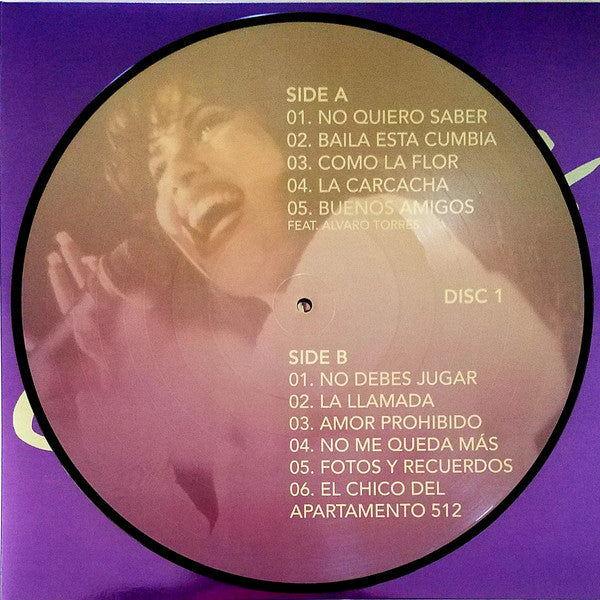 SIDE A
01. NO QUIERO SABER
02. BAILA ESTA CUMBIA
03. COMO LA FLOR
04. LA CARCACHA
05. BUENOS AMIGOS
FEAT. ALVARO TORRES
DISC 1
SIDE B
01. NO DEBES JUGAR
02. LA LLAMADA
03. AMOR PROHIBIDO
04. NO ME QUEDA MÁS
05. FOTOS Y RECUERDOS
06. EL CHICO DEL
APARTAMENTO 512